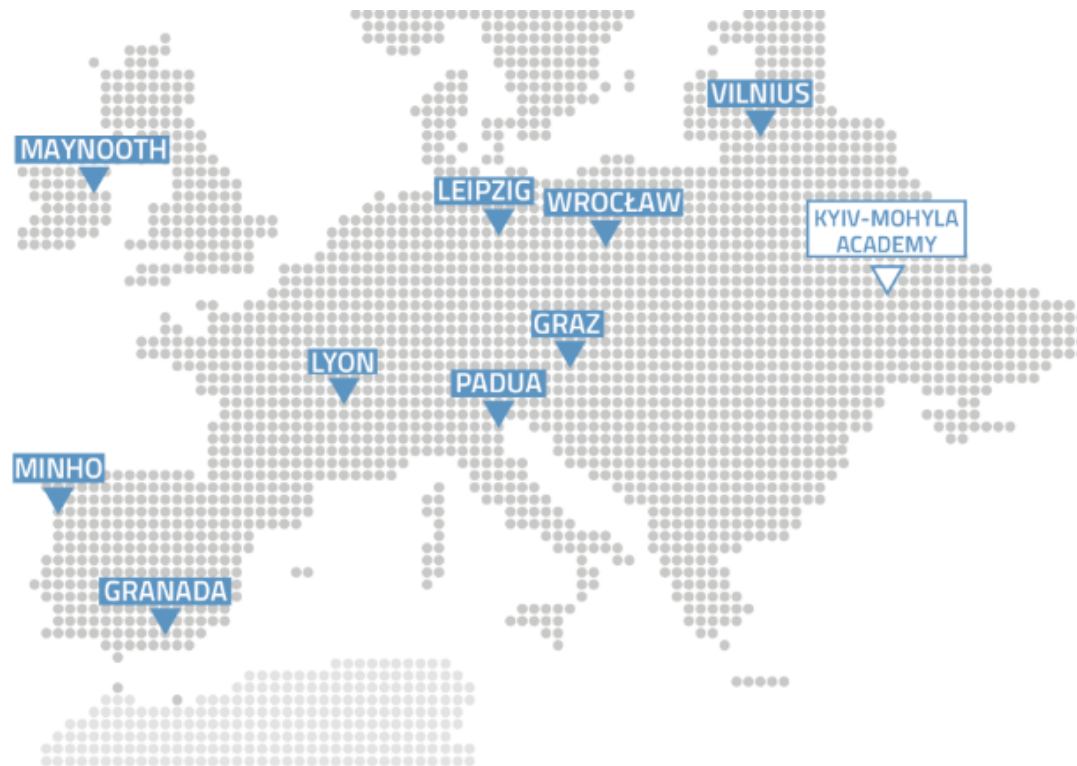 VILNIUS
MAYNOOTH
LEIPZIG
WROCŁAW
KYIV-MOHYLA
ACADEMY
GRAZ
LYON
PADUA
MINHO
GRANADA